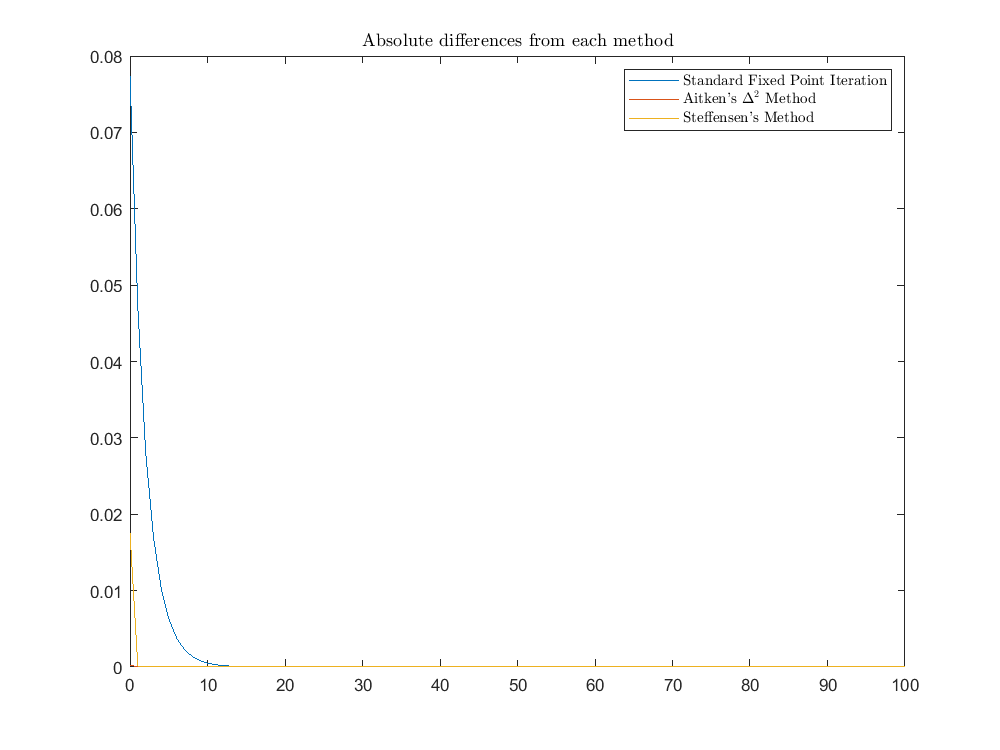 Absolute differences from each method
Standard Fixed Point Iteration
Aitken's Δ² Method
Steffensen's Method
0.08
0.07
0.06
0.05
0.04
0.03
0.02
0.01
0
0 10 20 30 40 50 60 70 80 90 100